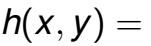 h(x, y) =